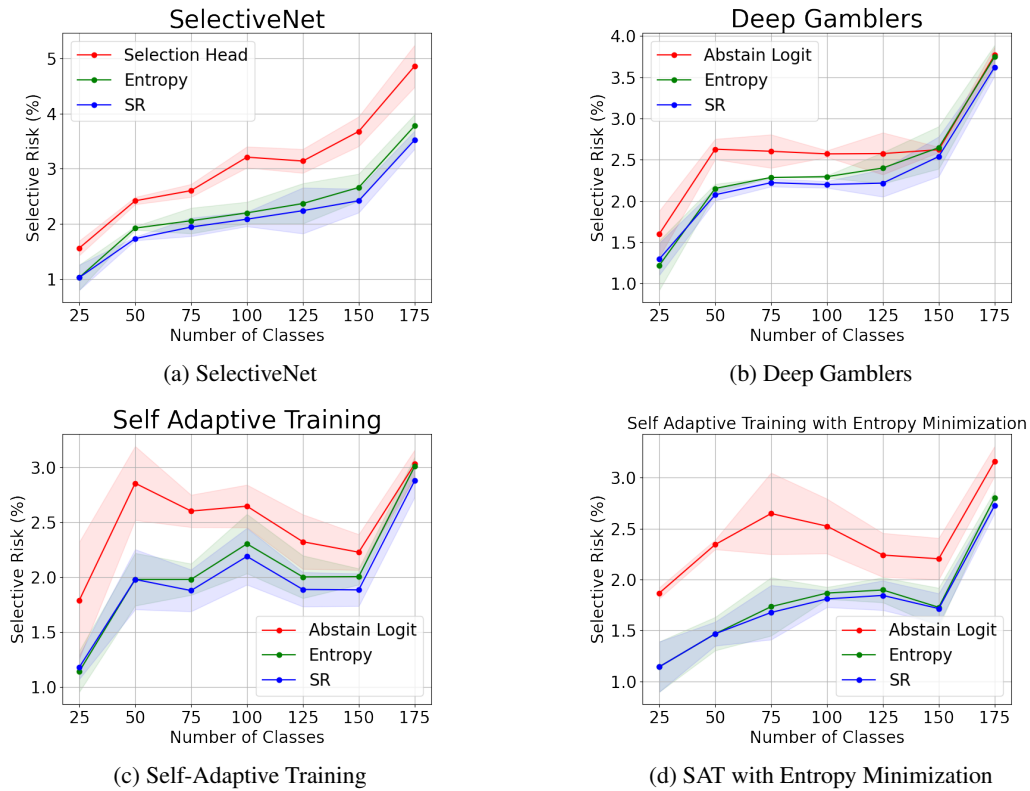 SelectiveNet
Selective Risk (%)
5
4
3
2
1
Selection Head
Entropy
SR
25 50 75 100 125 150 175
Number of Classes
(a) SelectiveNet
Deep Gamblers
Selective Risk (%)
4.0
3.5
3.0
2.5
2.0
1.5
1.0
Abstain Logit
Entropy
SR
25 50 75 100 125 150 175
Number of Classes
(b) Deep Gamblers
Self Adaptive Training
Selective Risk (%)
3.0
2.5
2.0
1.5
1.0
Abstain Logit
Entropy
SR
25 50 75 100 125 150 175
Number of Classes
(c) Self-Adaptive Training
Self Adaptive Training with Entropy Minimization
Selective Risk (%)
3.0
2.5
2.0
1.5
1.0
Abstain Logit
Entropy
SR
25 50 75 100 125 150 175
Number of Classes
(d) SAT with Entropy Minimization